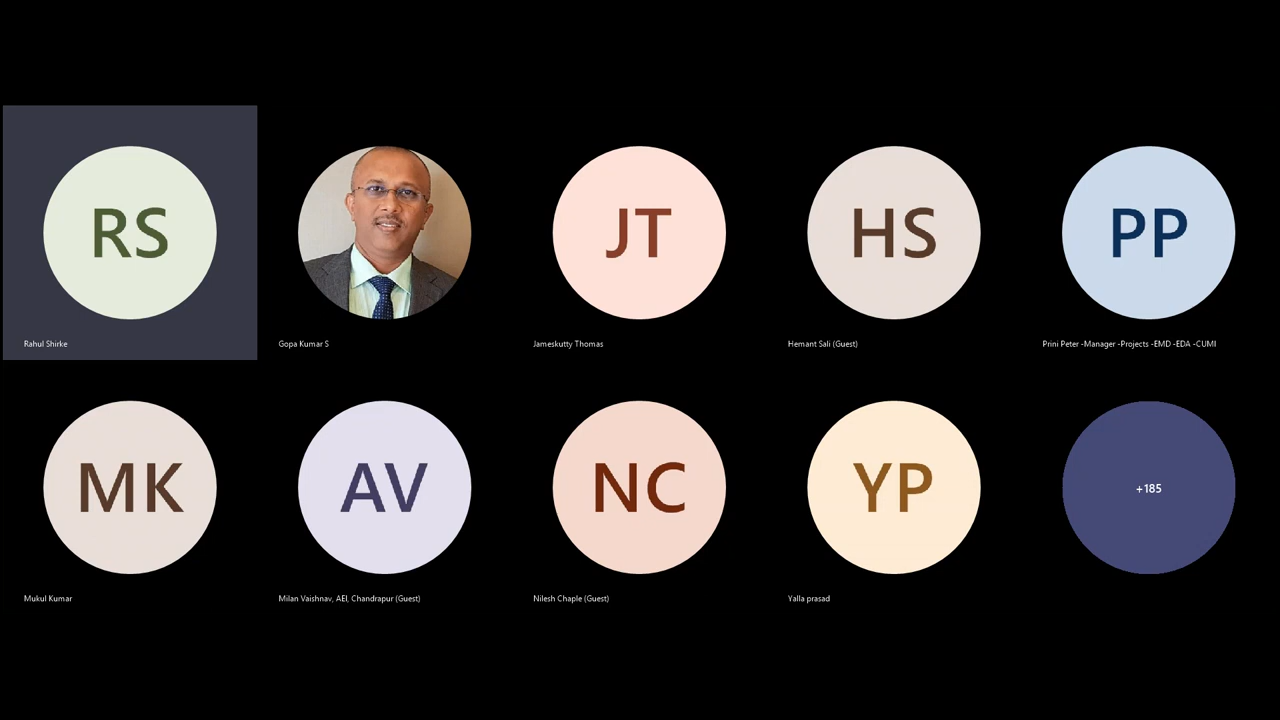 RS
JT
HS
PP
Rahul Shirke
Gopa Kumar S
Jameskutty Thomas
Hemant Sali (Guest)
Prini Peter -Manager -Projects -EMD -EDA -CUMI
MK
AV
NC
YP
+185
Mukul Kumar
Milan Vaishnav, AEI, Chandrapur (Guest)
Nilesh Chaple (Guest)
Yalla prasad